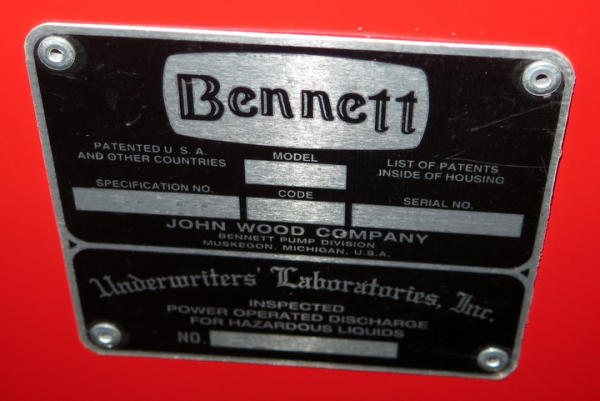 Bennett
PATENTED U.S.A.
AND OTHER COUNTRIES
MODEL
LIST OF PATENTS
INSIDE OF HOUSING
SPECIFICATION NO.
CODE
SERIAL NO.
JOHN WOOD COMPANY
BENNETT PUMP DIVISION
MUSKEGON, MICHIGAN, U.S.A.
Underwriters' Laboratories, Inc.
INSPECTED
POWER OPERATED DISCHARGE
FOR HAZARDOUS LIQUIDS
NO.